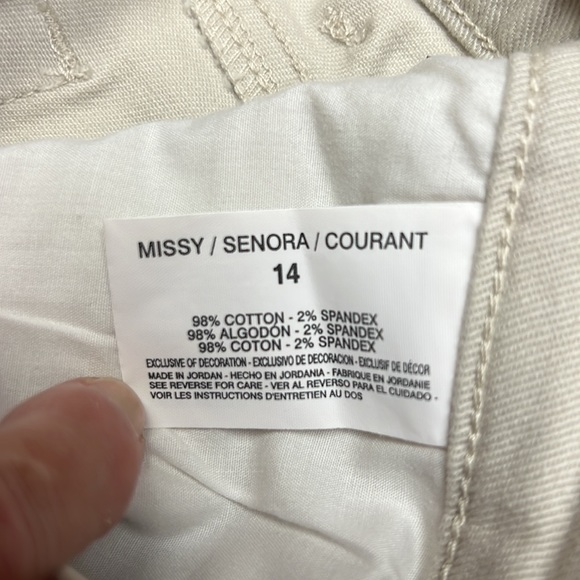 MISSY / SENORA / COURANT
14
98% COTTON - 2% SPANDEX
98% ALGODÓN - 2% SPANDEX
98% COTON - 2% SPANDEX
EXCLUSIVE OF DECORATION - EXCLUSIVO DE DECORACION - EXCLUSIF DE DÉCOR
MADE IN JORDAN - HECHO EN JORDANIA - FABRIQUE EN JORDANIE
SEE REVERSE FOR CARE - VER AL REVERSO PARA EL CUIDADO -
VOIR LES INSTRUCTIONS D'ENTRETIEN AU DOS